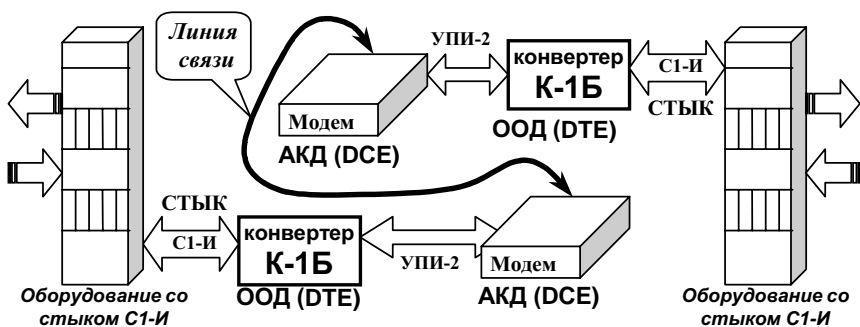 Линия
связи
УПИ-2
конвертер
К-1Б
С1-И
СТЫК
ООД (DTE)
Модем
АКД (DCE)
СТЫК
С1-И
конвертер
К-1Б
ООД (DTE)
УПИ-2
Модем
АКД (DCE)
Оборудование со
стыком С1-И
Оборудование со
стыком С1-И